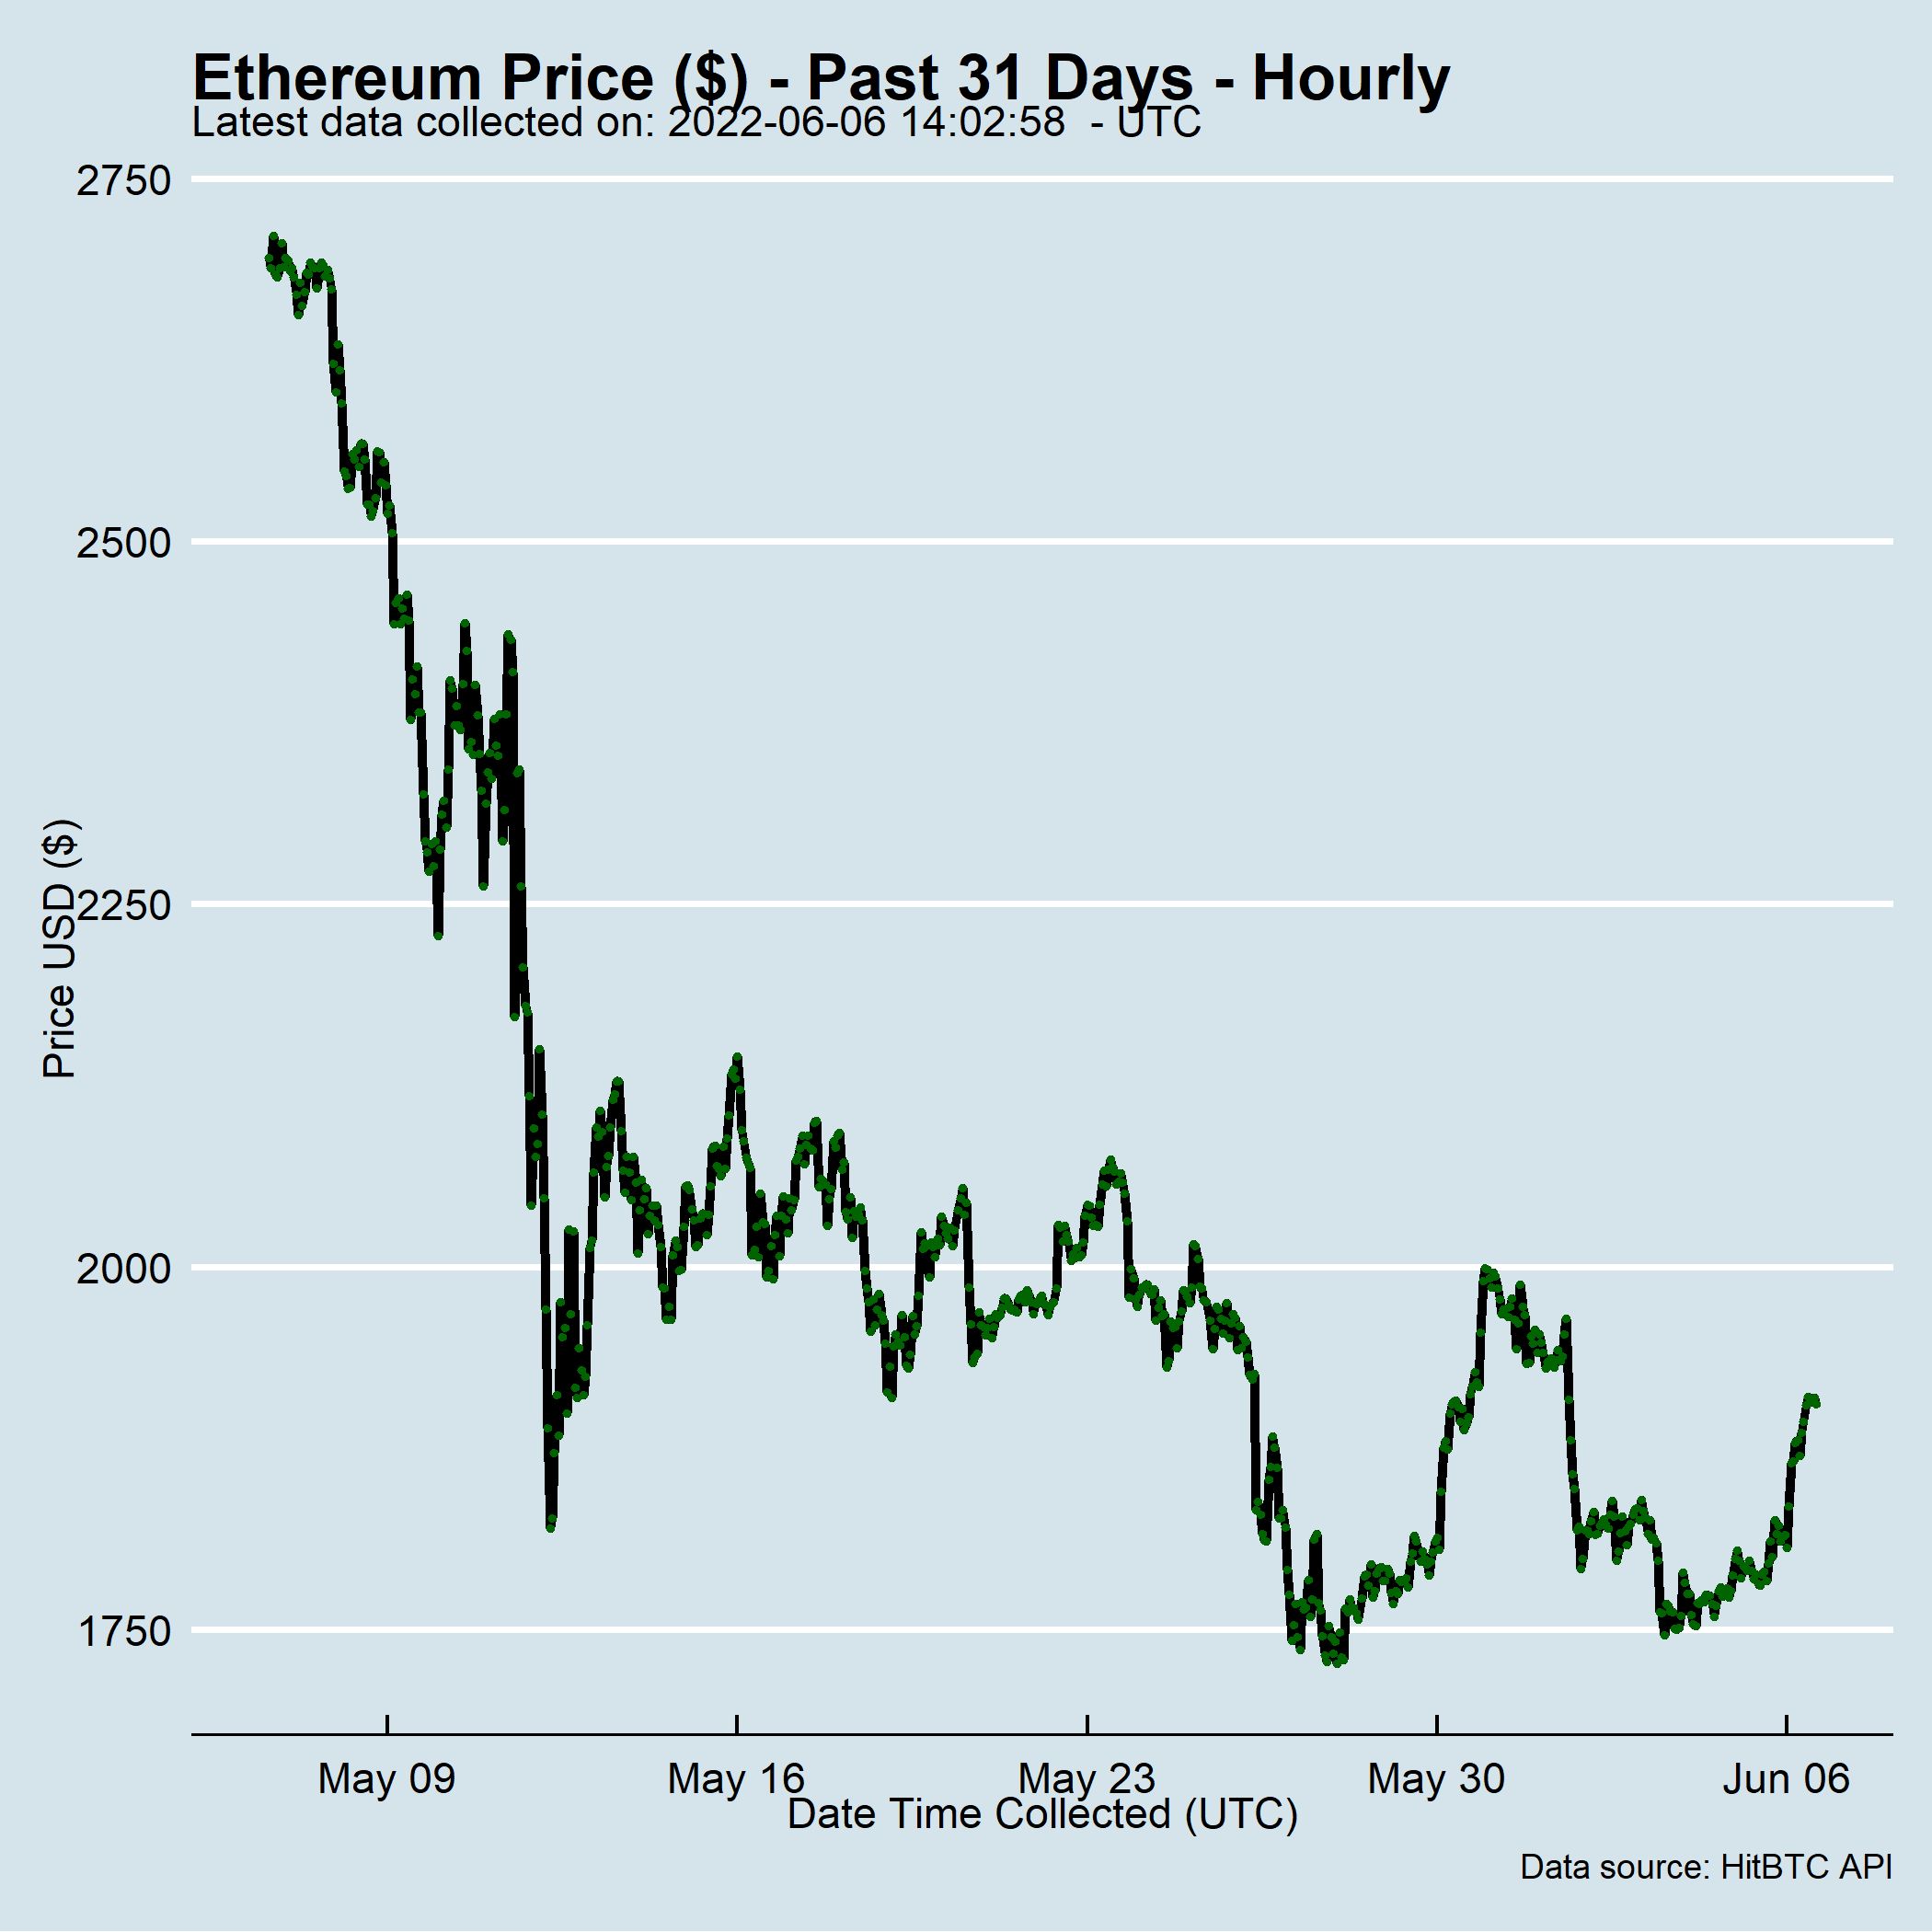 Ethereum Price ($) - Past 31 Days - Hourly
Latest data collected on: 2022-06-06 14:02:58  - UTC
2750
2500
2250
2000
1750
Price USD ($)
May 09
May 16
May 23
May 30
Jun 06
Date Time Collected (UTC)
Data source: HitBTC API